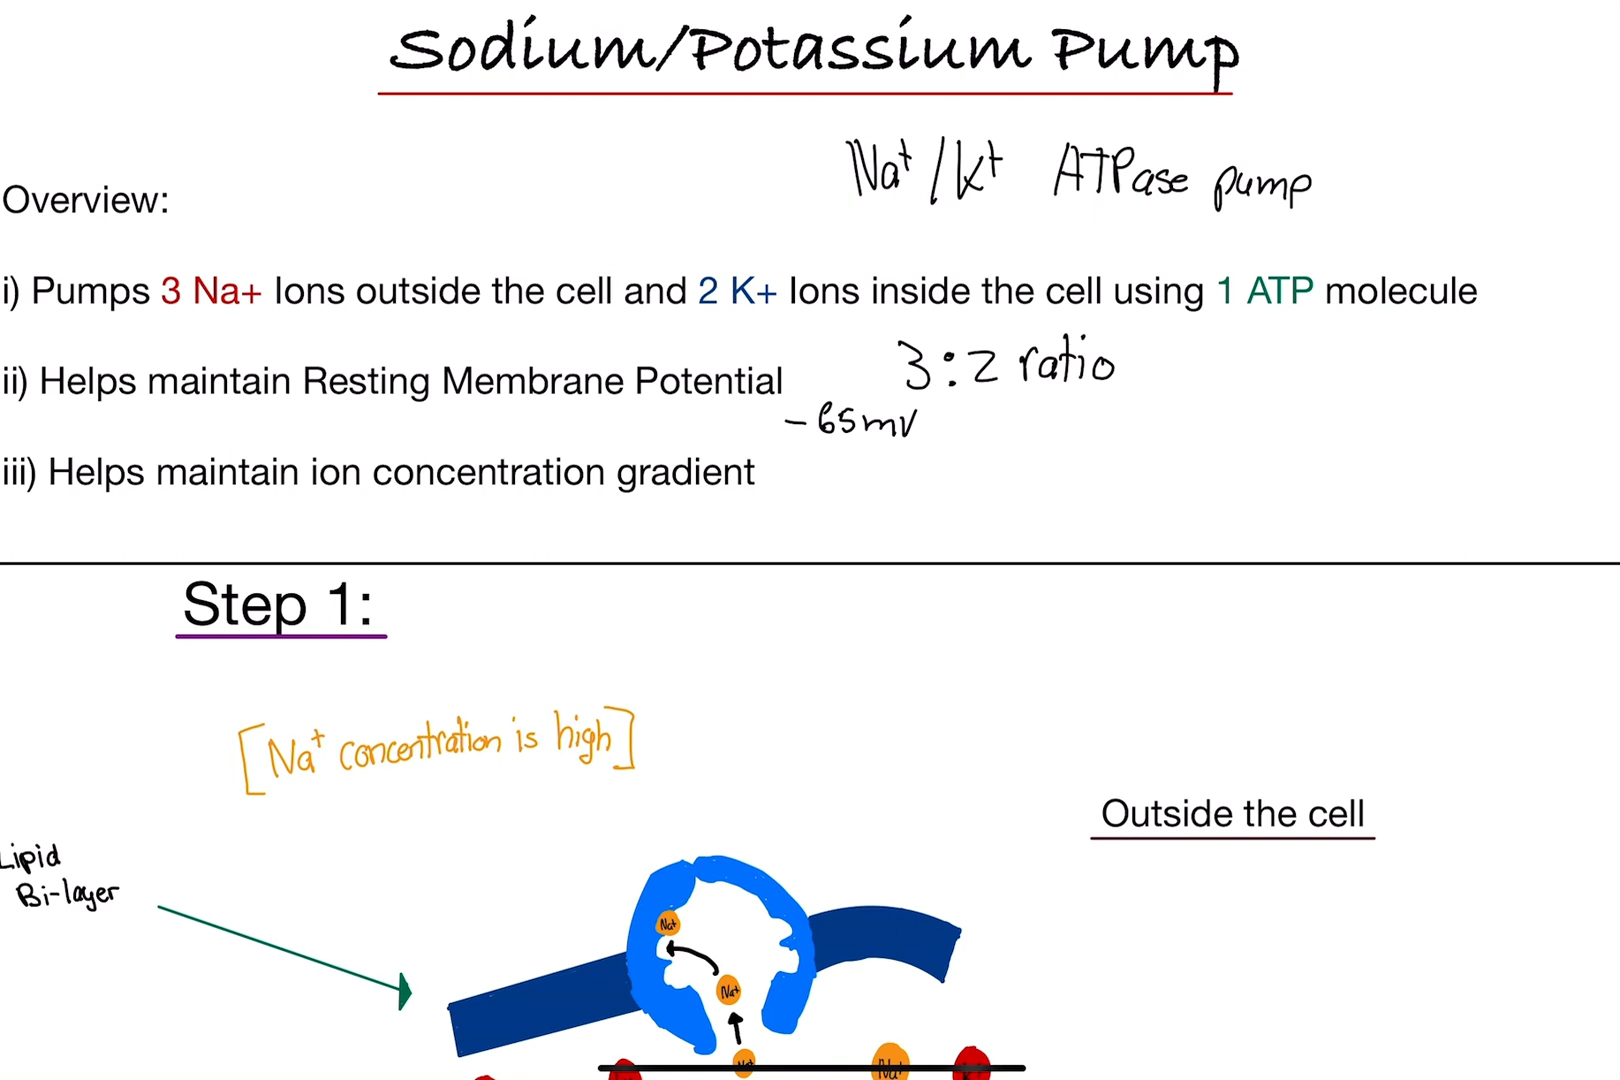 Sodium/Potassium Pump
Na+/K+ ATPase pump
Overview:
i) Pumps 3 Na+ Ions outside the cell and 2 K+ Ions inside the cell using 1 ATP molecule
3:2 ratio
ii) Helps maintain Resting Membrane Potential
-65mV
iii) Helps maintain ion concentration gradient
Step 1:
[Na+ concentration is high]
Outside the cell
Lipid
Bi-layer
Na+
Na+
Na+
Na+